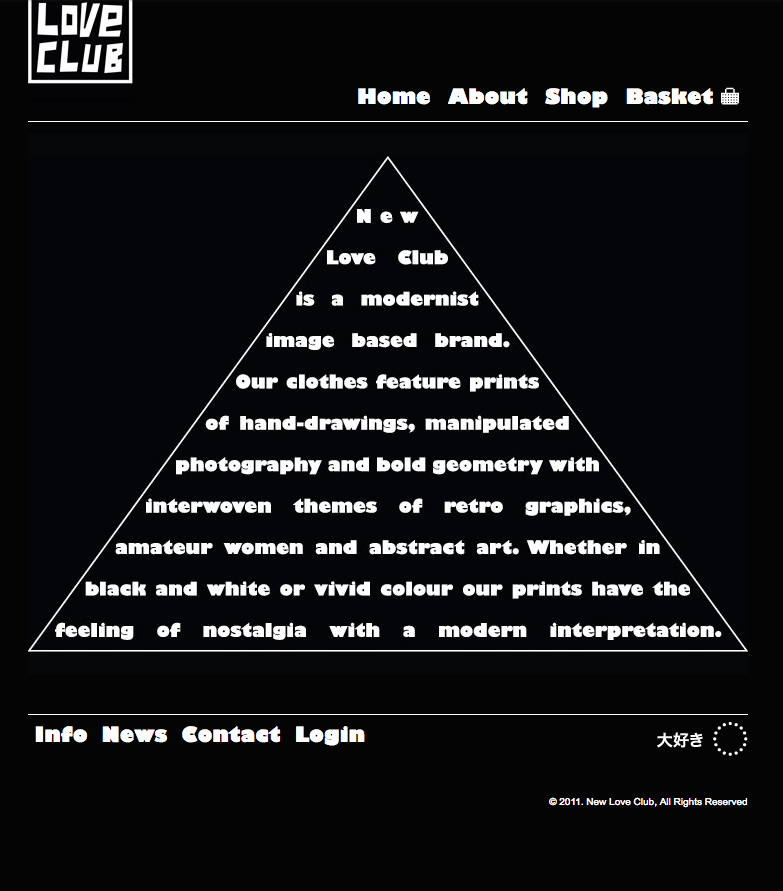 LOVE
CLUB
Home About Shop Basket
New
Love Club
is a modernist
image based brand.
Our clothes feature prints
of hand-drawings, manipulated
photography and bold geometry with
interwoven themes of retro graphics,
amateur women and abstract art. Whether in
black and white or vivid colour our prints have the
feeling of nostalgia with a modern interpretation.
Info News Contact Login
大好き
© 2011. New Love Club, All Rights Reserved